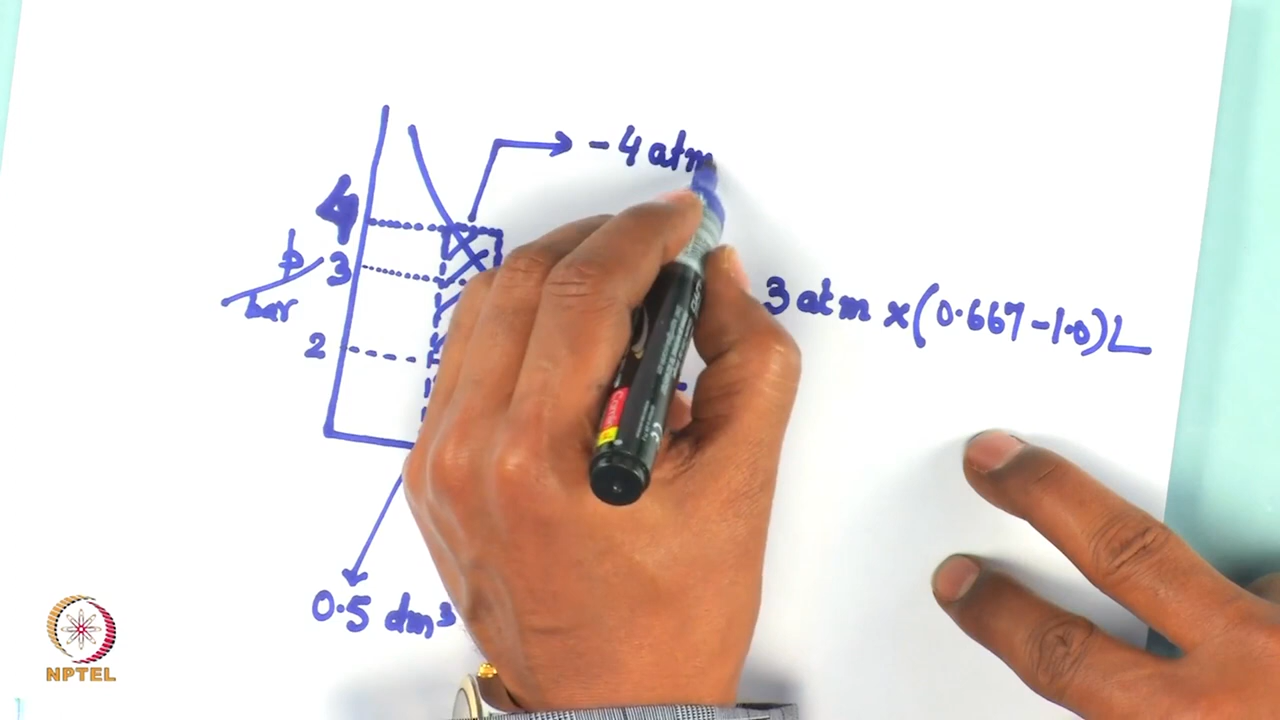 -4 atm
4
p/bar
3
3 atm x (0.667-1.0) L
2
0.5 dm³
NPTEL